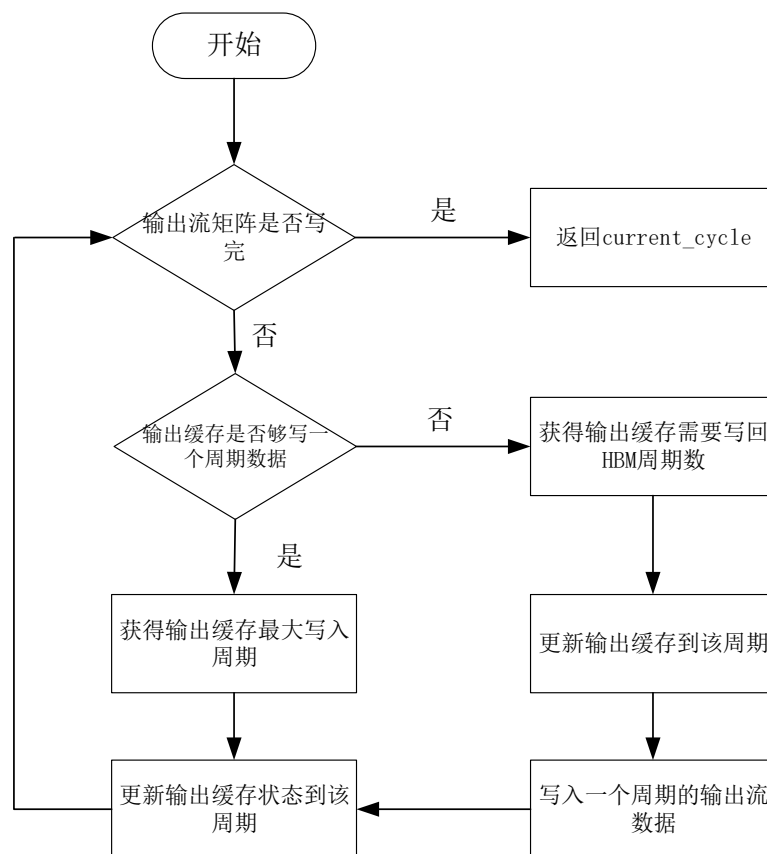 开始
输出流矩阵是否写
完
是
返回current_cycle
否
输出缓存是否够写一
个周期数据
否
获得输出缓存需要写回
HBM周期数
是
获得输出缓存最大写入
周期
更新输出缓存到该周期
更新输出缓存状态到该
周期
写入一个周期的输出流
数据